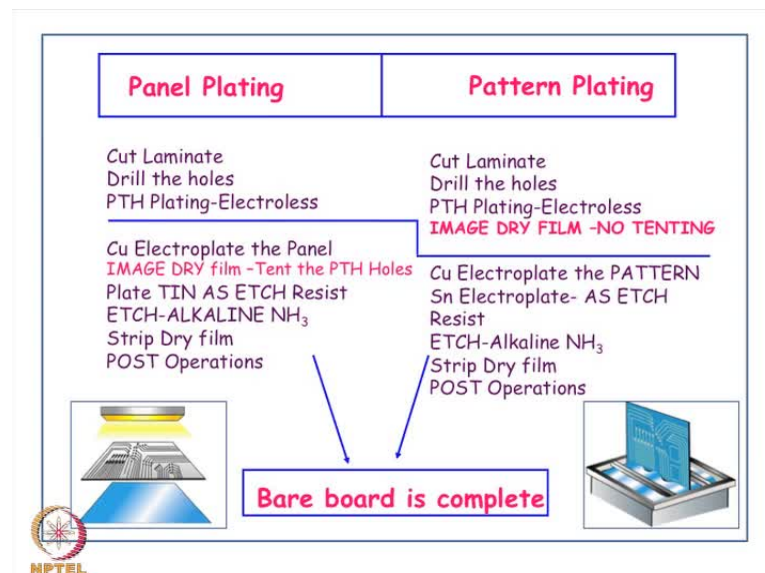 Panel Plating
Pattern Plating
Cut Laminate
Drill the holes
PTH Plating-Electroless
Cu Electroplate the Panel
IMAGE DRY film -Tent the PTH Holes
Plate TIN AS ETCH Resist
ETCH-ALKALINE NH₃
Strip Dry film
POST Operations
Cut Laminate
Drill the holes
PTH Plating-Electroless
IMAGE DRY FILM -NO TENTING
Cu Electroplate the PATTERN
Sn Electroplate- AS ETCH
Resist
ETCH-Alkaline NH₃
Strip Dry film
POST Operations
Bare board is complete
NPTEL